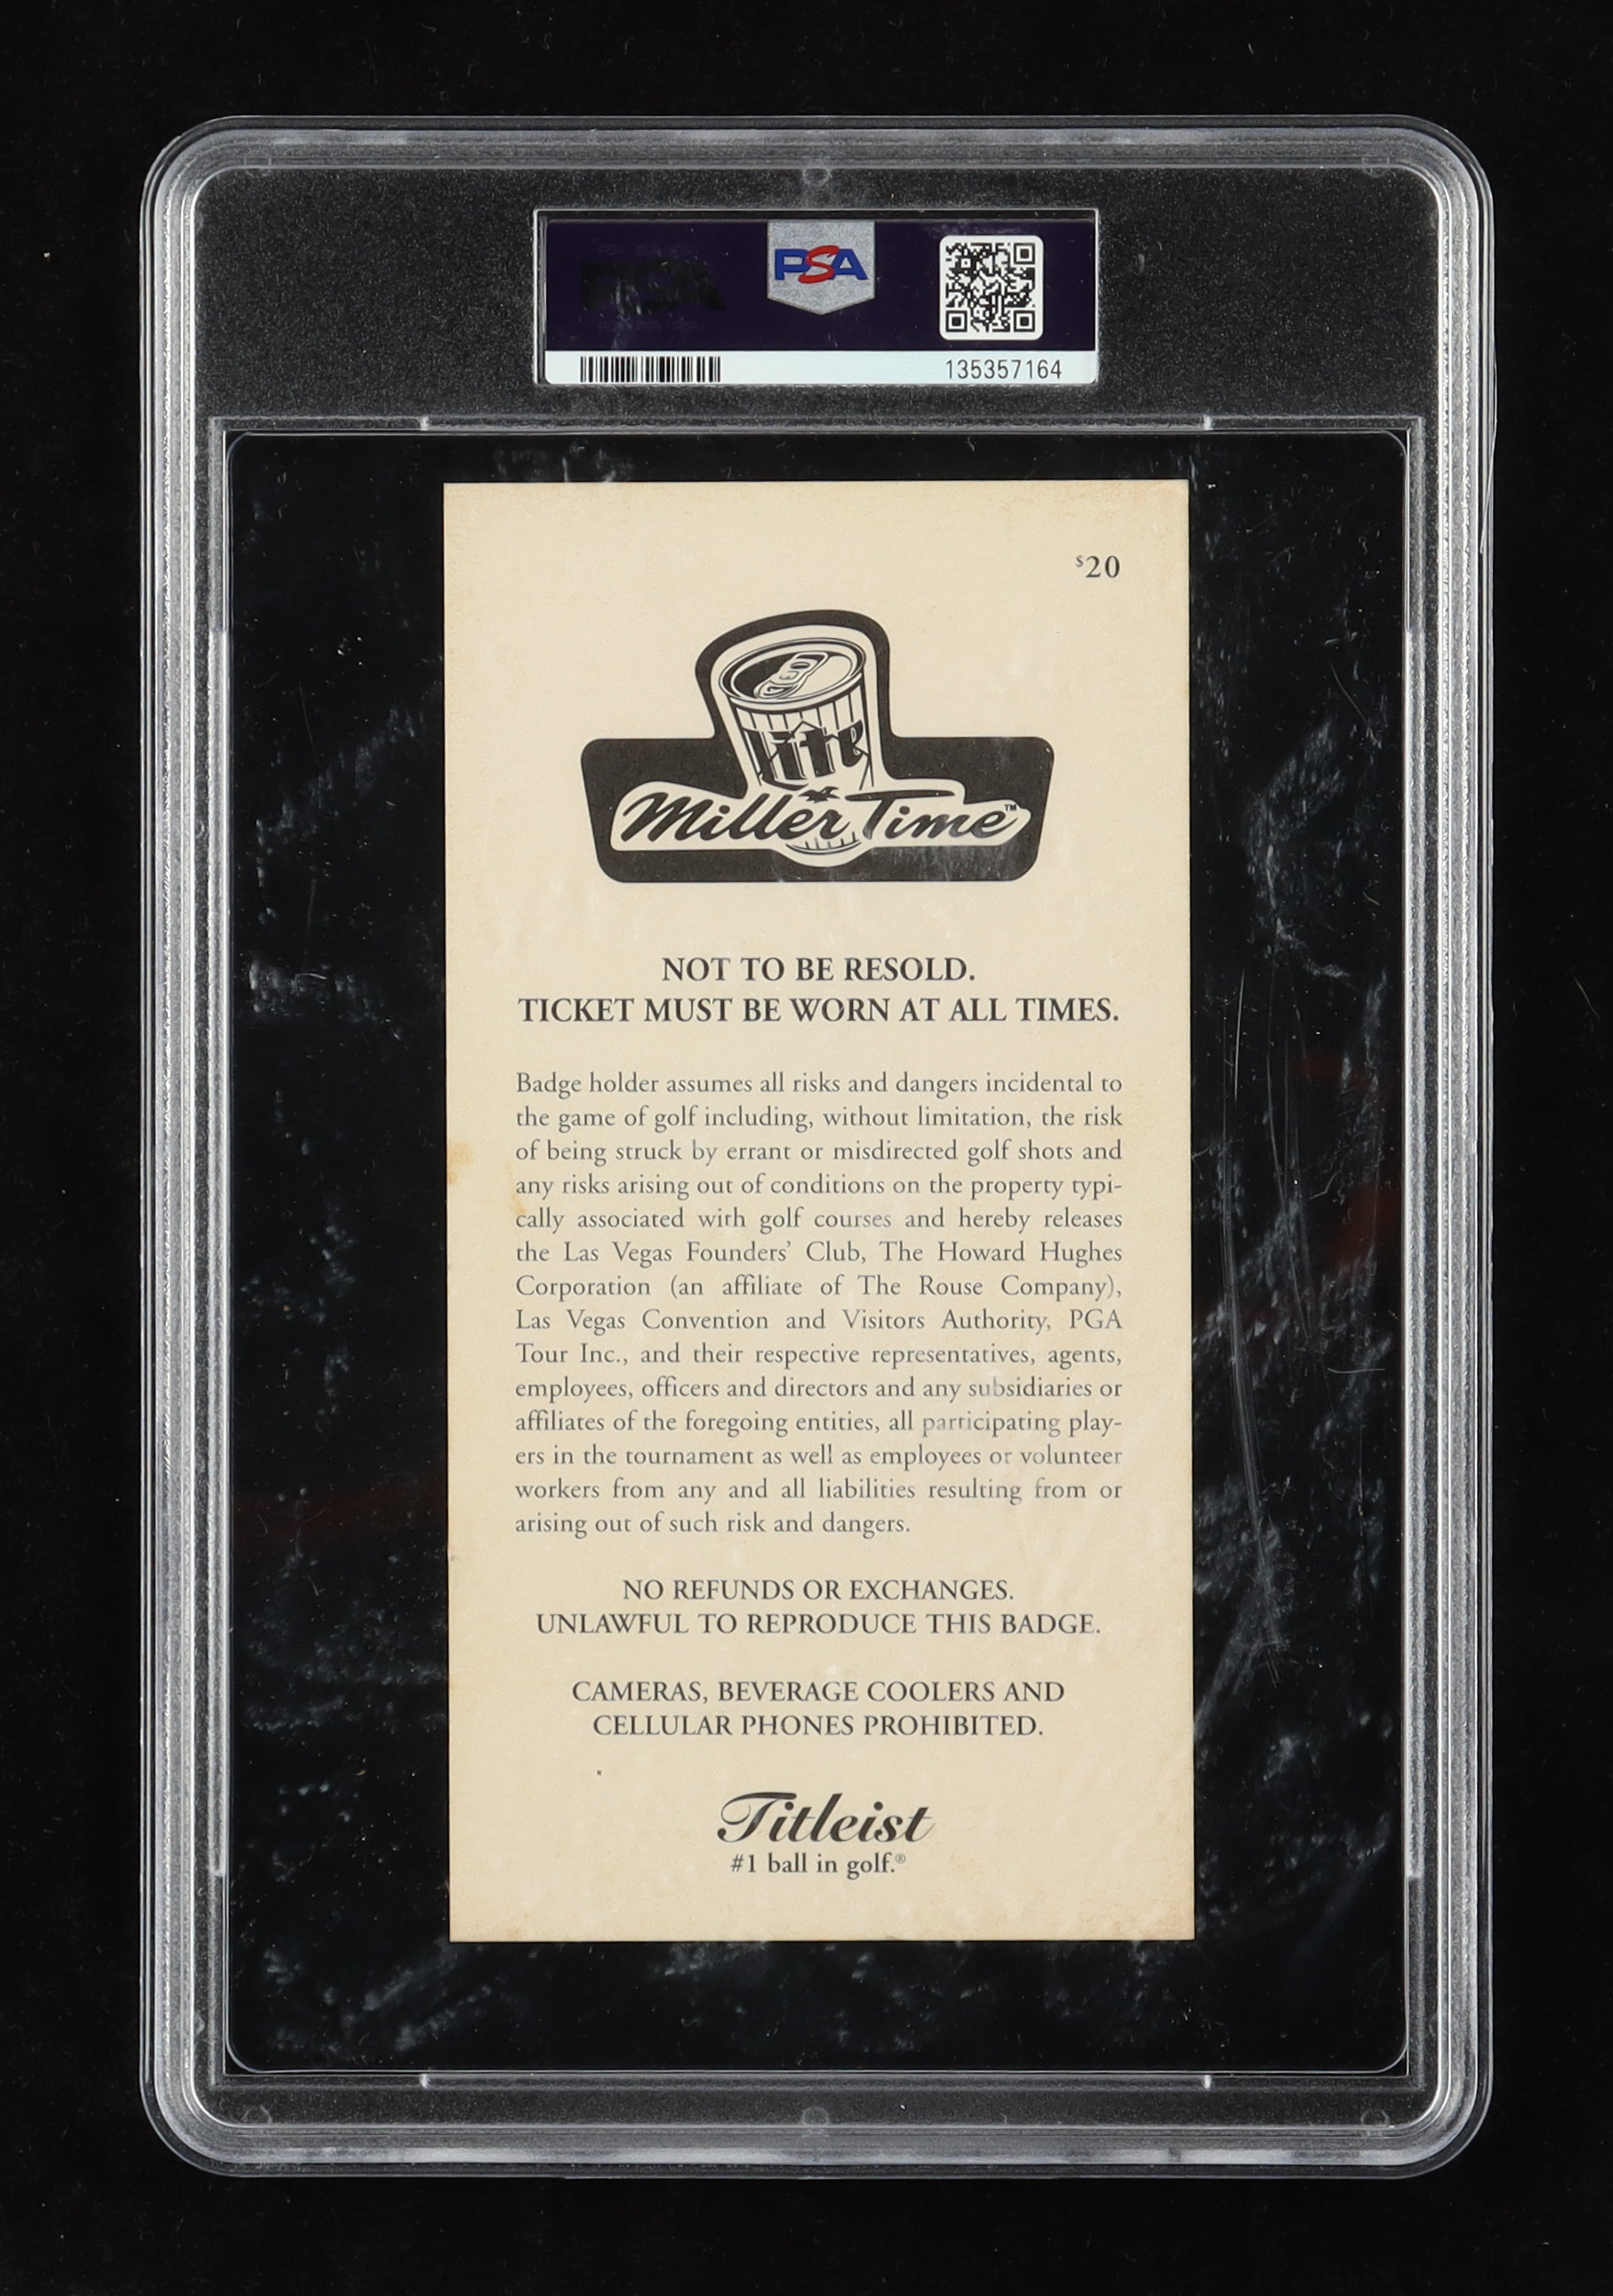 PSA
135357164
$20
Lite
Miller Time™
NOT TO BE RESOLD.
TICKET MUST BE WORN AT ALL TIMES.
Badge holder assumes all risks and dangers incidental to
the game of golf including, without limitation, the risk
of being struck by errant or misdirected golf shots and
any risks arising out of conditions on the property typi-
cally associated with golf courses and hereby releases
the Las Vegas Founders’ Club, The Howard Hughes
Corporation (an affiliate of The Rouse Company),
Las Vegas Convention and Visitors Authority, PGA
Tour Inc., and their respective representatives, agents,
employees, officers and directors and any subsidiaries or
affiliates of the foregoing entities, all participating play-
ers in the tournament as well as employees or volunteer
workers from any and all liabilities resulting from or
arising out of such risk and dangers.
NO REFUNDS OR EXCHANGES.
UNLAWFUL TO REPRODUCE THIS BADGE.
CAMERAS, BEVERAGE COOLERS AND
CELLULAR PHONES PROHIBITED.
Titleist
#1 ball in golf.®